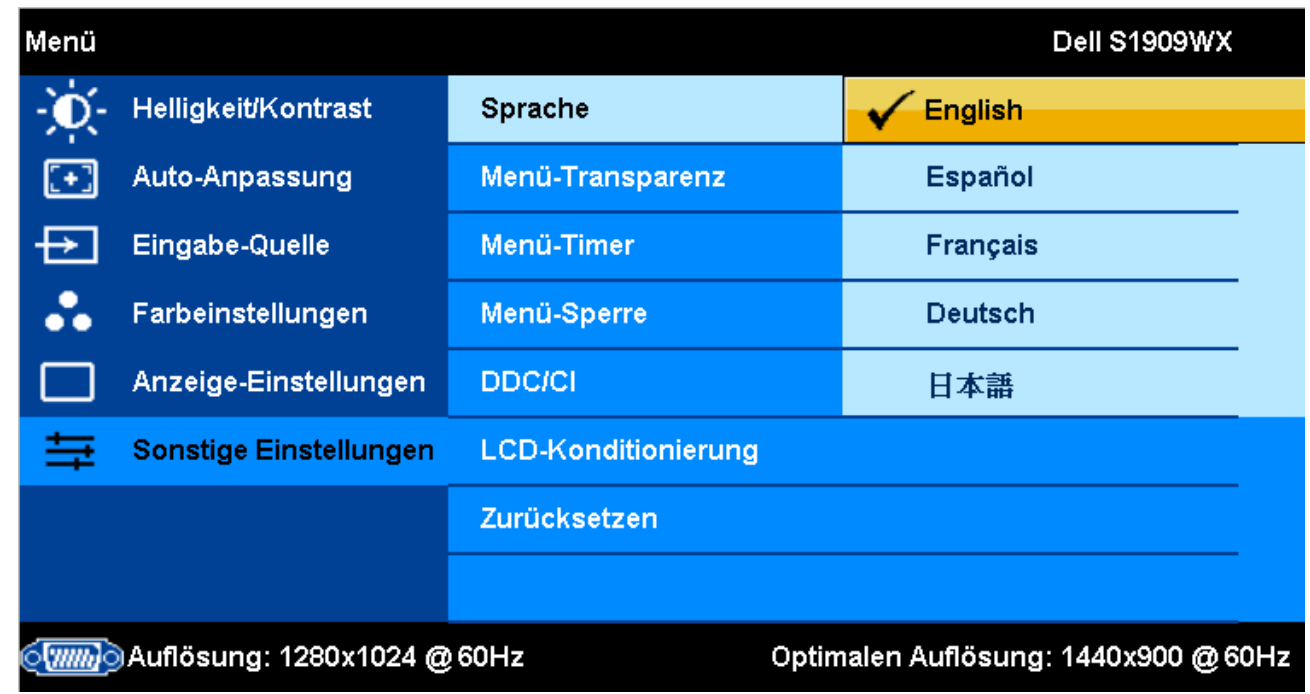 Menü Dell S1909WX
Helligkeit/Kontrast Sprache English
Auto-Anpassung Menü-Transparenz Español
Eingabe-Quelle Menü-Timer Français
Farbeinstellungen Menü-Sperre Deutsch
Anzeige-Einstellungen DDC/CI 日本語
Sonstige Einstellungen LCD-Konditionierung
Zurücksetzen
Auflösung: 1280x1024 @ 60Hz Optimalen Auflösung: 1440x900 @ 60Hz